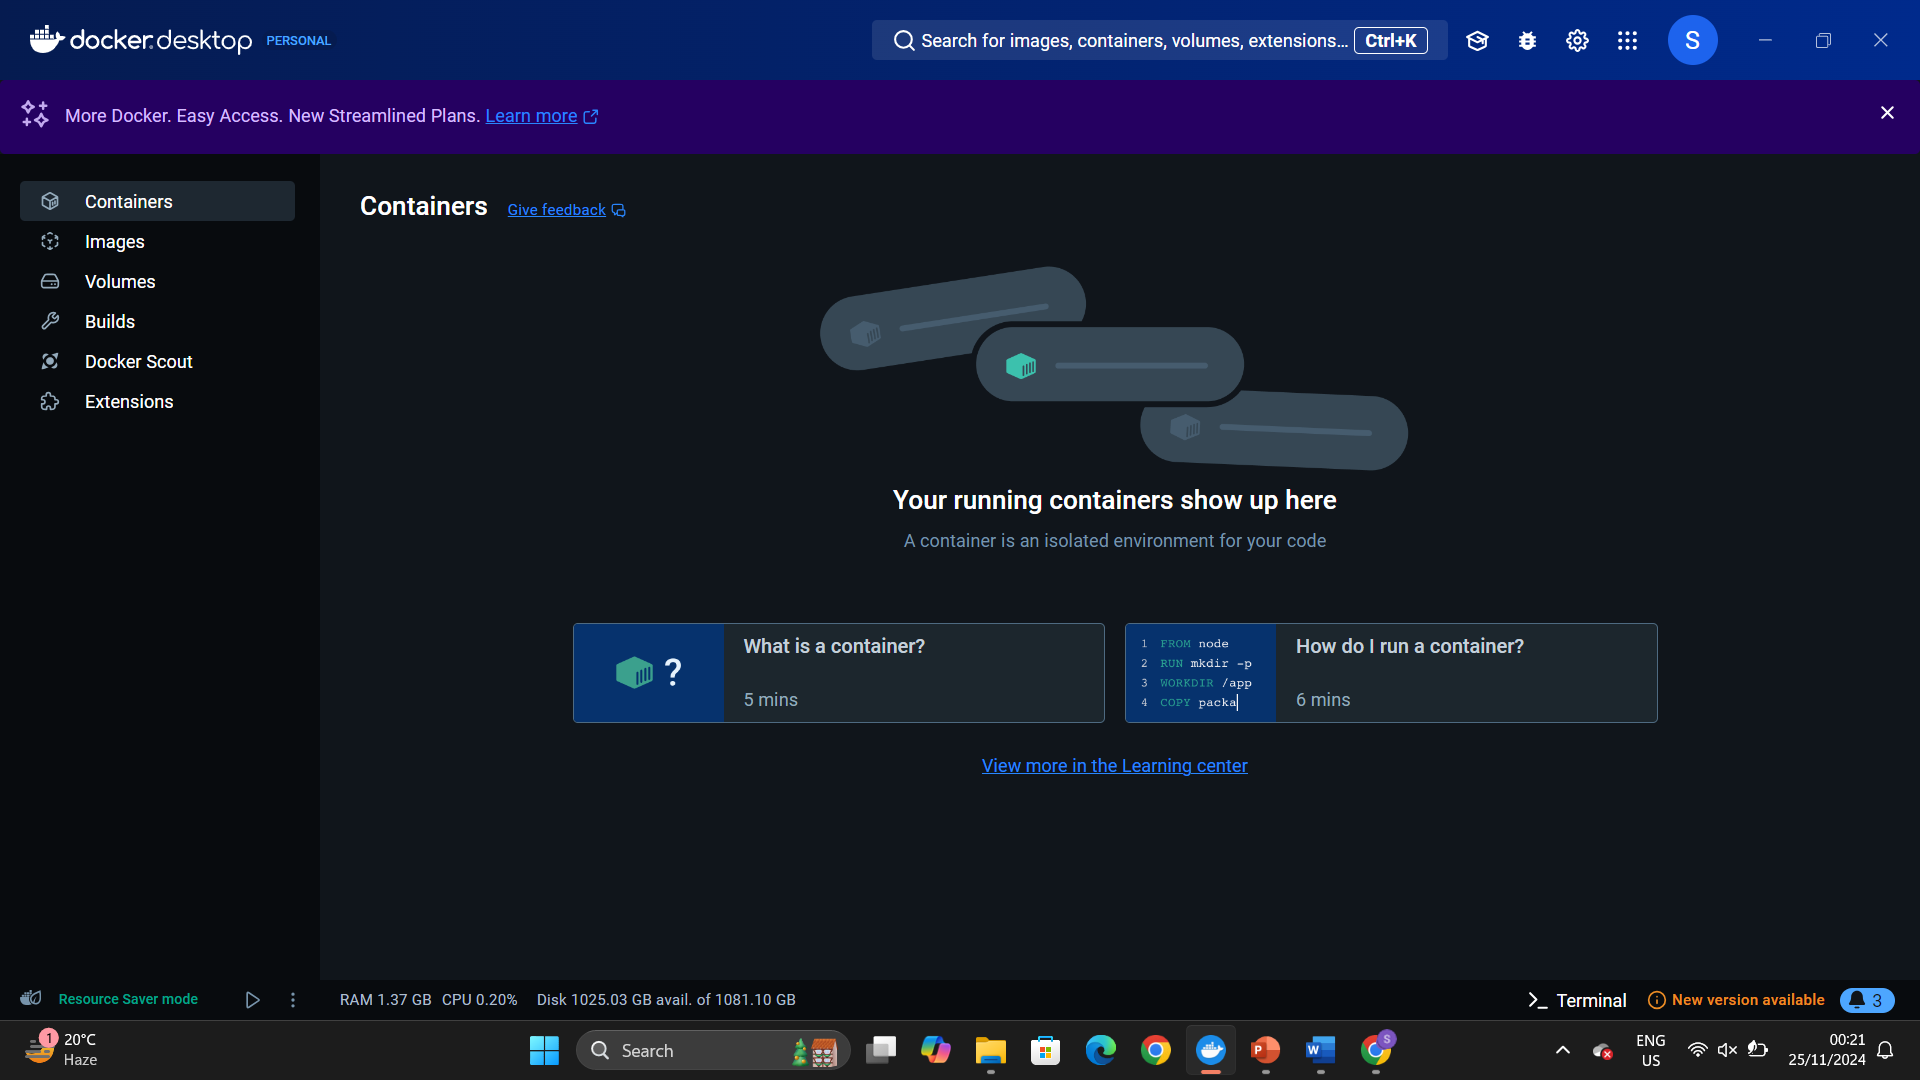 docker.desktop PERSONAL
Search for images, containers, volumes, extensions... Ctrl+K
S
More Docker. Easy Access. New Streamlined Plans. Learn more
Containers
Images
Volumes
Builds
Docker Scout
Extensions
Containers Give feedback
Your running containers show up here
A container is an isolated environment for your code
?
What is a container?
5 mins
1 FROM node
2 RUN mkdir -p
3 WORKDIR /app
4 COPY packa
How do I run a container?
6 mins
View more in the Learning center
Resource Saver mode
RAM 1.37 GB CPU 0.20% Disk 1025.03 GB avail. of 1081.10 GB
Terminal
New version available
3
1
20°C
Haze
Search
P
W
S
ENG
US
00:21
25/11/2024